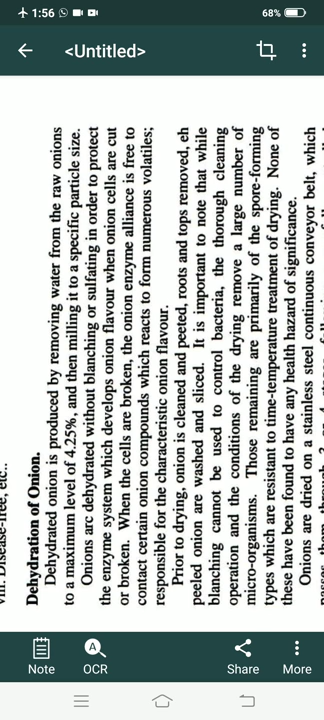 1:56
68%
<Untitled>
viii. Disease-free, etc..
Dehydration of Onion.
Dehydrated onion is produced by removing water from the raw onions
to a maximum level of 4.25%, and then milling it to a specific particle size.
Onions arc dehydrated without blanching or sulfating in order to protect
the enzyme system which develops onion flavour when onion cells are cut
or broken. When the cells are broken, the onion enzyme alliance is free to
contact certain onion compounds which reacts to form numerous volatiles;
responsible for the characteristic onion flavour.
Prior to drying, onion is cleaned and peeted, roots and tops removed, eh
peeled onion are washed and sliced. It is important to note that while
blanching cannot be used to control bacteria, the thorough cleaning
operation and the conditions of the drying remove a large number of
micro-organisms. Those remaining are primarily of the spore-forming
types which are resistant to time-temperature treatment of drying. None of
these have been found to have any health hazard of significance.
Onions are dried on a stainless steel continuous conveyor belt, which
Note
A
OCR
Share
More